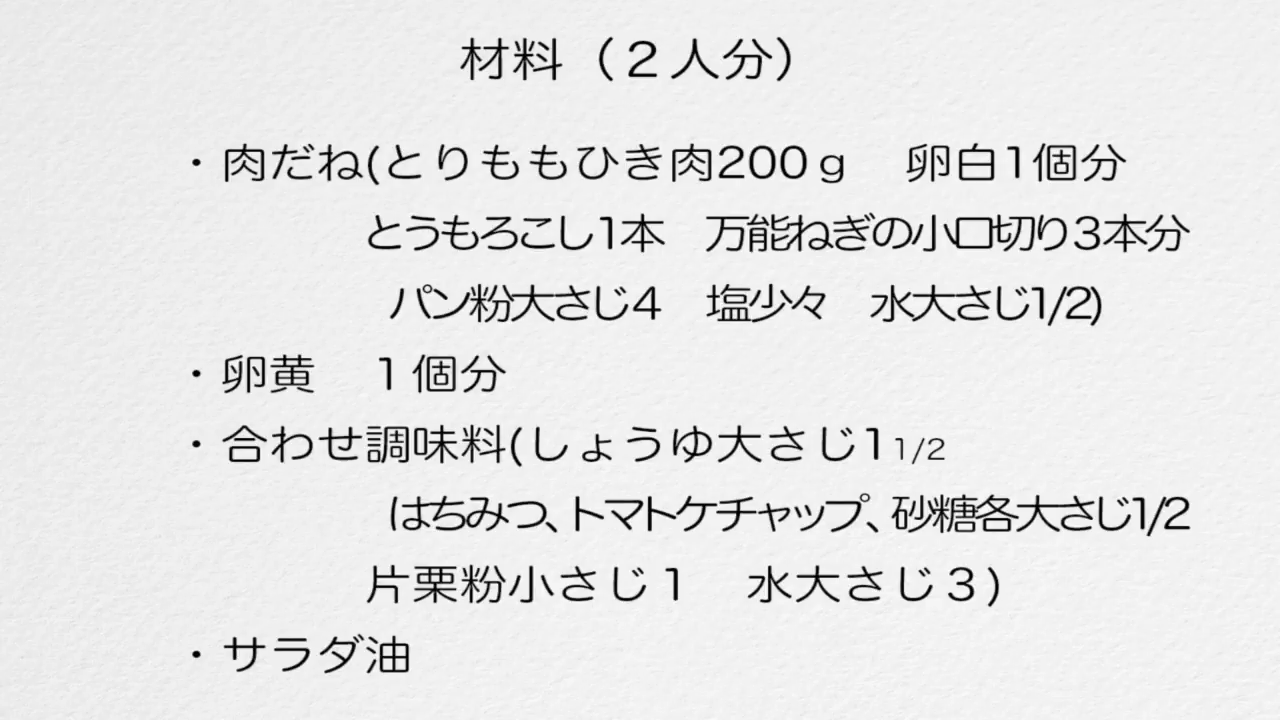 材料（２人分）
・肉だね(とりももひき肉200ｇ　卵白1個分
とうもろこし1本　万能ねぎの小口切り３本分
パン粉大さじ４　塩少々　水大さじ1/2)
・卵黄　１個分
・合わせ調味料(しょうゆ大さじ1 1/2
はちみつ、トマトケチャップ、砂糖各大さじ1/2
片栗粉小さじ１　水大さじ３)
・サラダ油